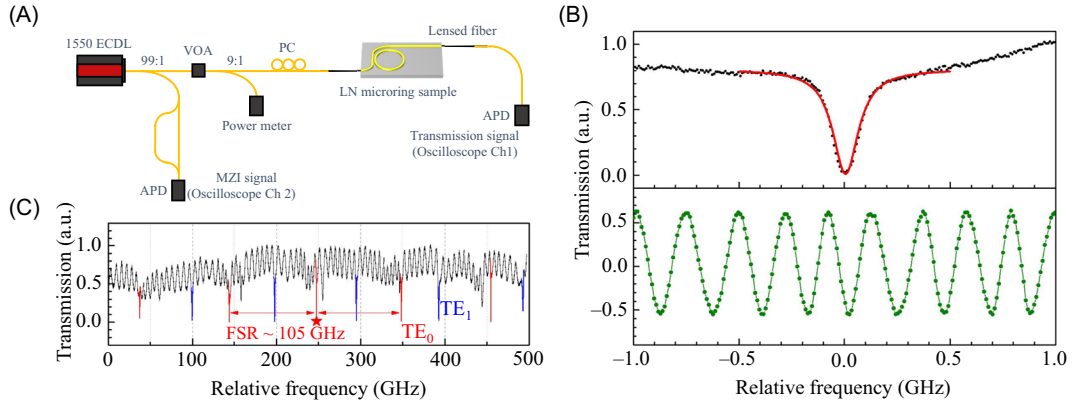 (A)
1550 ECDL
99:1
VOA
9:1
PC
Lensed fiber
LN microring sample
Power meter
APD
Transmission signal
(Oscilloscope Ch1)
APD
MZI signal
(Oscilloscope Ch 2)
(B)
Transmission (a.u.)
1.0
0.5
0.0
0.5
0.0
−0.5
−1.0 −0.5 0.0 0.5 1.0
Relative frequency (GHz)
(C)
Transmission (a.u.)
1.0
0.5
0.0
FSR ~ 105 GHz
TE0
TE1
0 100 200 300 400 500
Relative frequency (GHz)